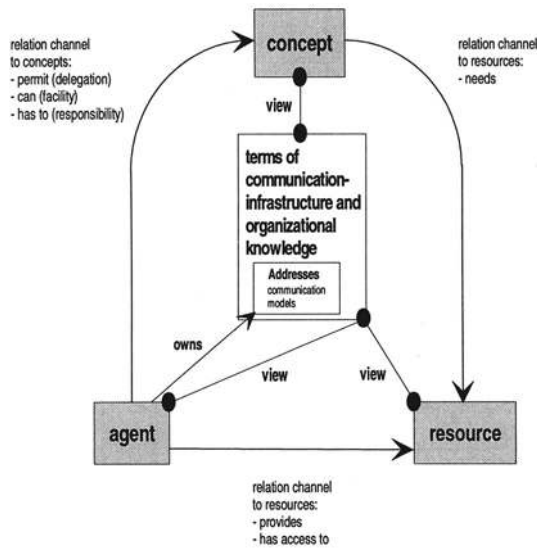 relation channel
to concepts:
- permit (delegation)
- can (facility)
- has to (responsibility)
concept
relation channel
to resources:
- needs
view
terms of
communication-
infrastructure and
organizational
knowledge
Addresses
communication
models
owns
view
view
agent
resource
relation channel
to resources:
- provides
- has access to